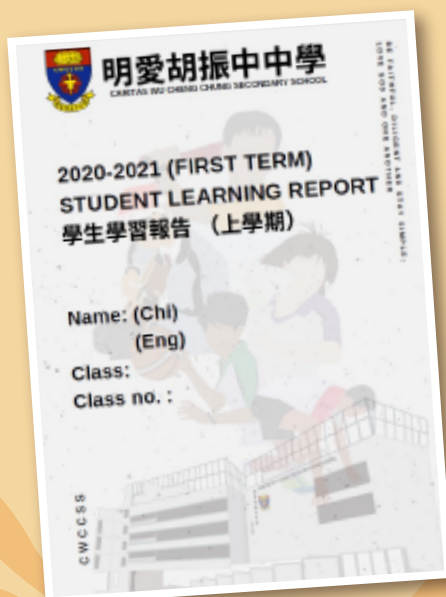 明愛胡振中中學
CARITAS WU CHENG CHUNG SECONDARY SCHOOL
BE FAITHFUL, DILIGENT AND STAY SIMPLE;
LOVE GOD AND ONE ANOTHER
2020-2021 (FIRST TERM)
STUDENT LEARNING REPORT
學生學習報告 （上學期）
Name: (Chi)
(Eng)
Class:
Class no. :
CWCCSS